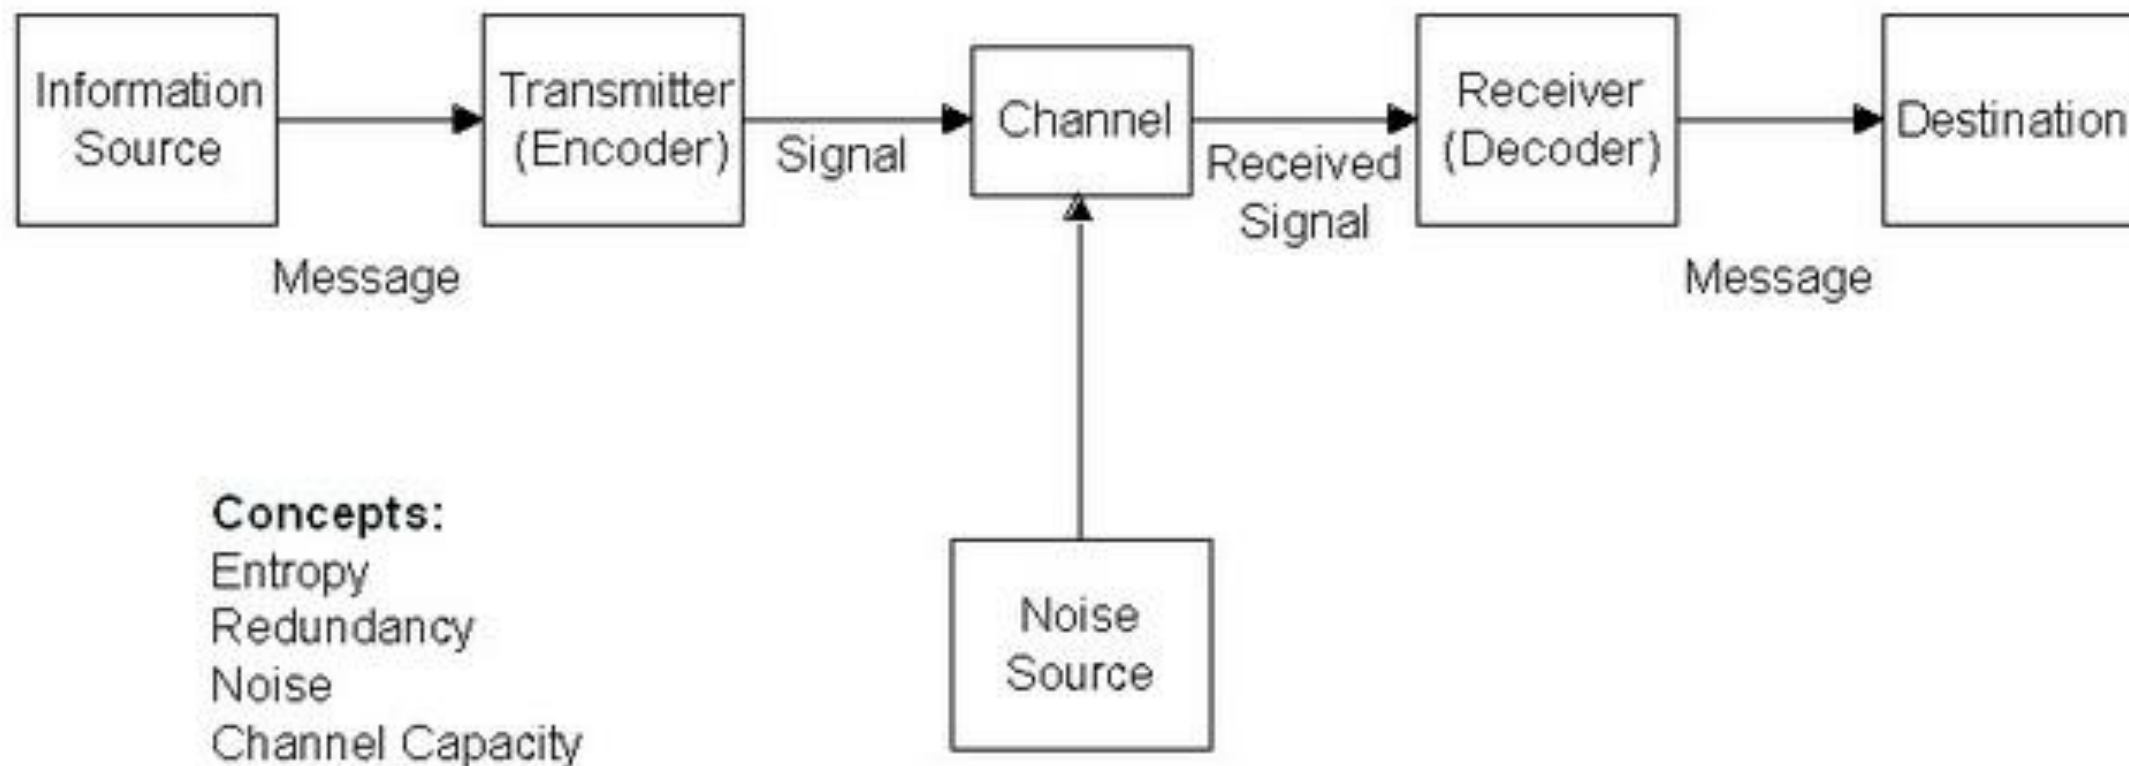 Information
Source
Transmitter
(Encoder)
Signal
Channel
Received
Signal
Receiver
(Decoder)
Destination
Message
Message
Noise
Source
Concepts:
Entropy
Redundancy
Noise
Channel Capacity